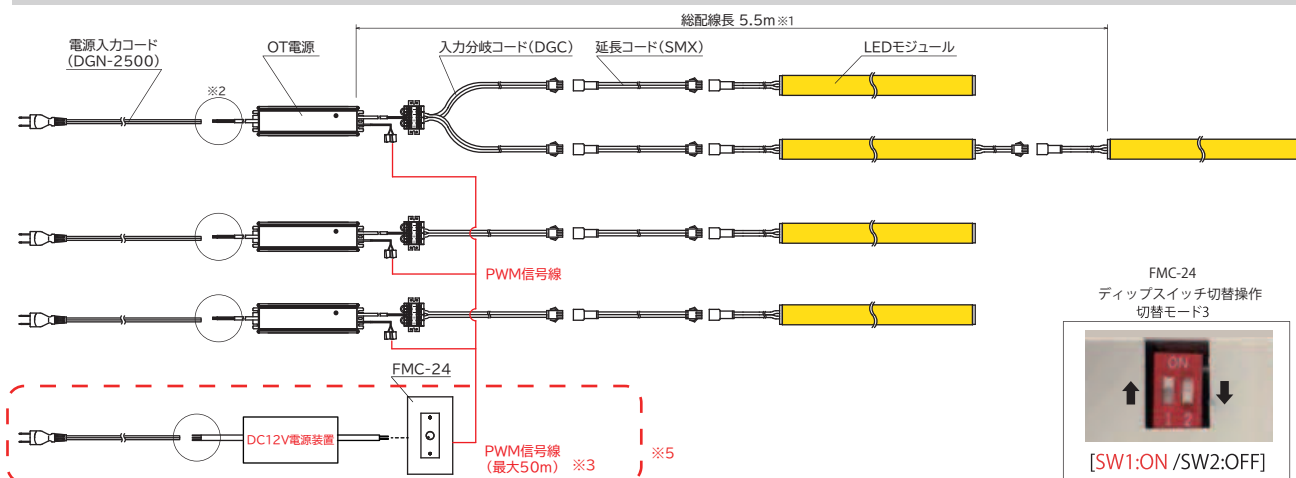 総配線長 5.5m※1
電源入力コード
(DGN-2500)
OT電源
入力分岐コード(DGC)
延長コード(SMX)
LEDモジュール
※2
PWM信号線
FMC-24
ディップスイッチ切替操作
切替モード3
ON
1 2
[SW1:ON /SW2:OFF]
FMC-24
DC12V電源装置
PWM信号線
(最大50m) ※3
※5